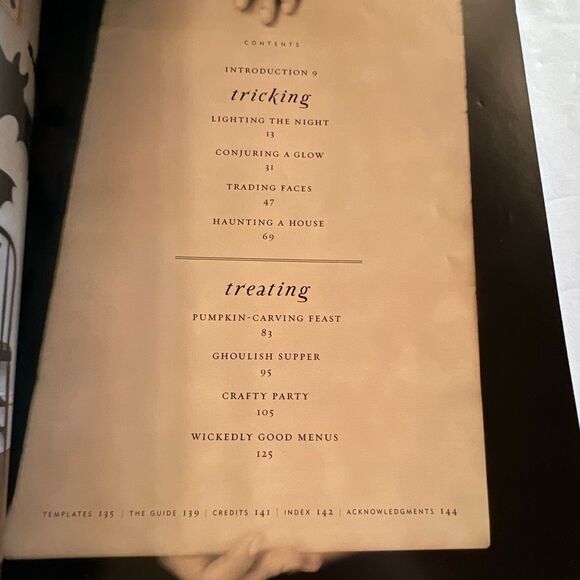 CONTENTS
INTRODUCTION 9
tricking
LIGHTING THE NIGHT
13
CONJURING A GLOW
31
TRADING FACES
47
HAUNTING A HOUSE
69
treating
PUMPKIN-CARVING FEAST
83
GHOULISH SUPPER
95
CRAFTY PARTY
105
WICKEDLY GOOD MENUS
125
TEMPLATES 135 | THE GUIDE 139 | CREDITS 141 | INDEX 142 | ACKNOWLEDGMENTS 144